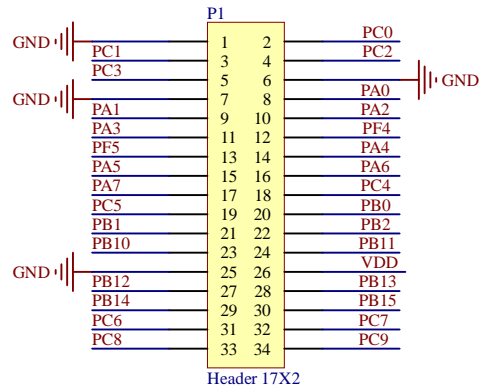 P1
GND 1 2 PC0
PC1 3 4 PC2
PC3 5 6 GND
GND 7 8 PA0
PA1 9 10 PA2
PA3 11 12 PF4
PF5 13 14 PA4
PA5 15 16 PA6
PA7 17 18 PC4
PC5 19 20 PB0
PB1 21 22 PB2
PB10 23 24 PB11
GND 25 26 VDD
PB12 27 28 PB13
PB14 29 30 PB15
PC6 31 32 PC7
PC8 33 34 PC9
Header 17X2